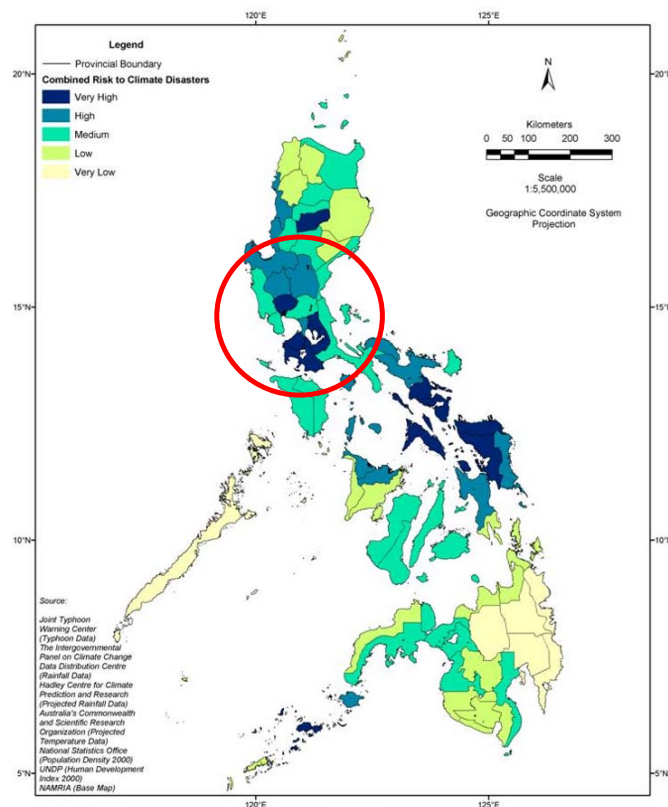 120°E
125°E
20°N
20°N
Legend
Provincial Boundary
Combined Risk to Climate Disasters
Very High
High
Medium
Low
Very Low
N
Kilometers
0 50 100 200 300
Scale
1:5,500,000
Geographic Coordinate System
Projection
15°N
15°N
10°N
10°N
Source:
Joint Typhoon
Warning Center
(Typhoon Data)
The Intergovernmental
Panel on Climate Change
Data Distribution Centre
(Rainfall Data)
Hadley Centre for Climate
Prediction and Research
(Projected Rainfall Data)
Australia's Commonwealth
and Scientific Research
Organization (Projected
Temperature Data)
National Statistics Office
(Population Density 2000)
UNDP (Human Development
Index 2000)
NAMRIA (Base Map)
5°N
5°N
120°E
125°E